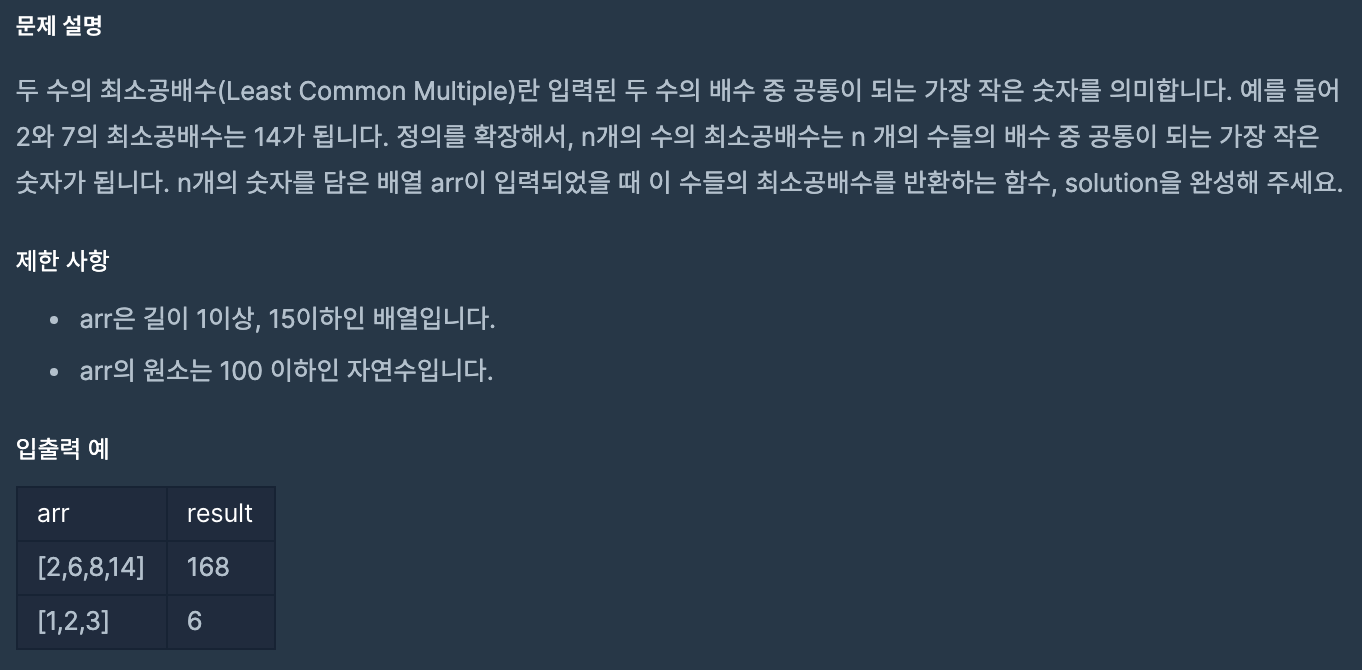 문제 설명
두 수의 최소공배수(Least Common Multiple)란 입력된 두 수의 배수 중 공통이 되는 가장 작은 숫자를 의미합니다. 예를 들어
2와 7의 최소공배수는 14가 됩니다. 정의를 확장해서, n개의 수의 최소공배수는 n 개의 수들의 배수 중 공통이 되는 가장 작은
숫자가 됩니다. n개의 숫자를 담은 배열 arr이 입력되었을 때 이 수들의 최소공배수를 반환하는 함수, solution을 완성해 주세요.
제한 사항
• arr은 길이 1이상, 15이하인 배열입니다.
• arr의 원소는 100 이하인 자연수입니다.
입출력 예
arr result
[2,6,8,14] 168
[1,2,3] 6